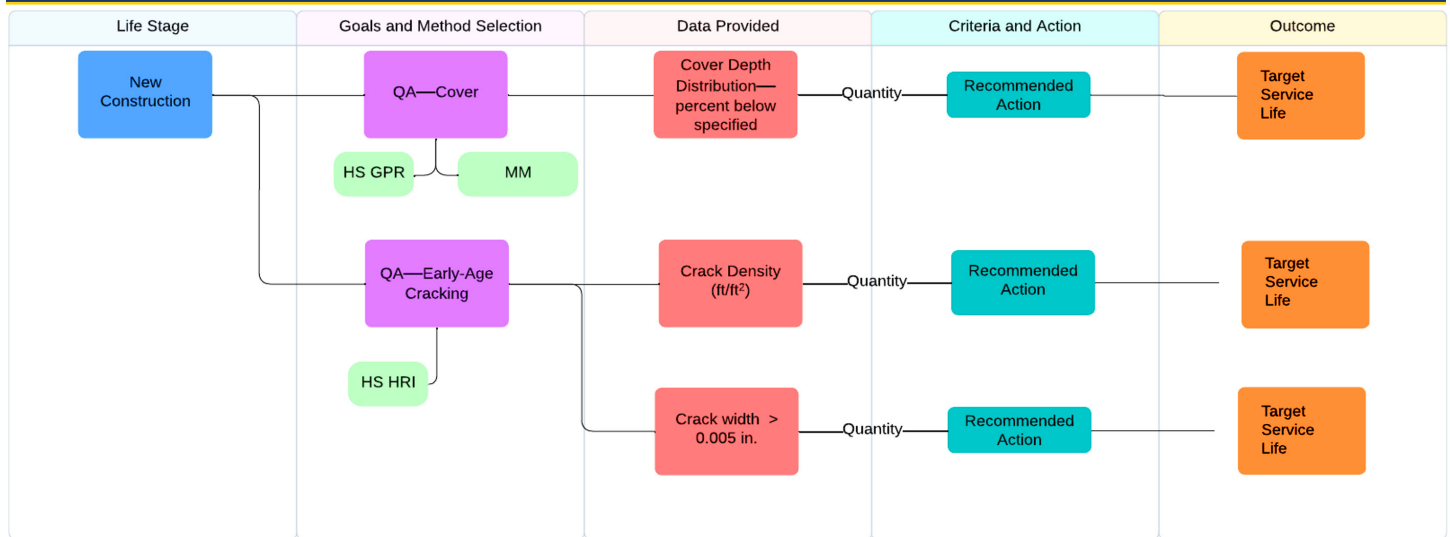 Life Stage
Goals and Method Selection
Data Provided
Criteria and Action
Outcome
New
Construction
QA—Cover
HS GPR
MM
Cover Depth
Distribution—
percent below
specified
Quantity
Recommended
Action
Target
Service
Life
QA—Early-Age
Cracking
HS HRI
Crack Density
(ft/ft²)
Quantity
Recommended
Action
Target
Service
Life
Crack width >
0.005 in.
Quantity
Recommended
Action
Target
Service
Life